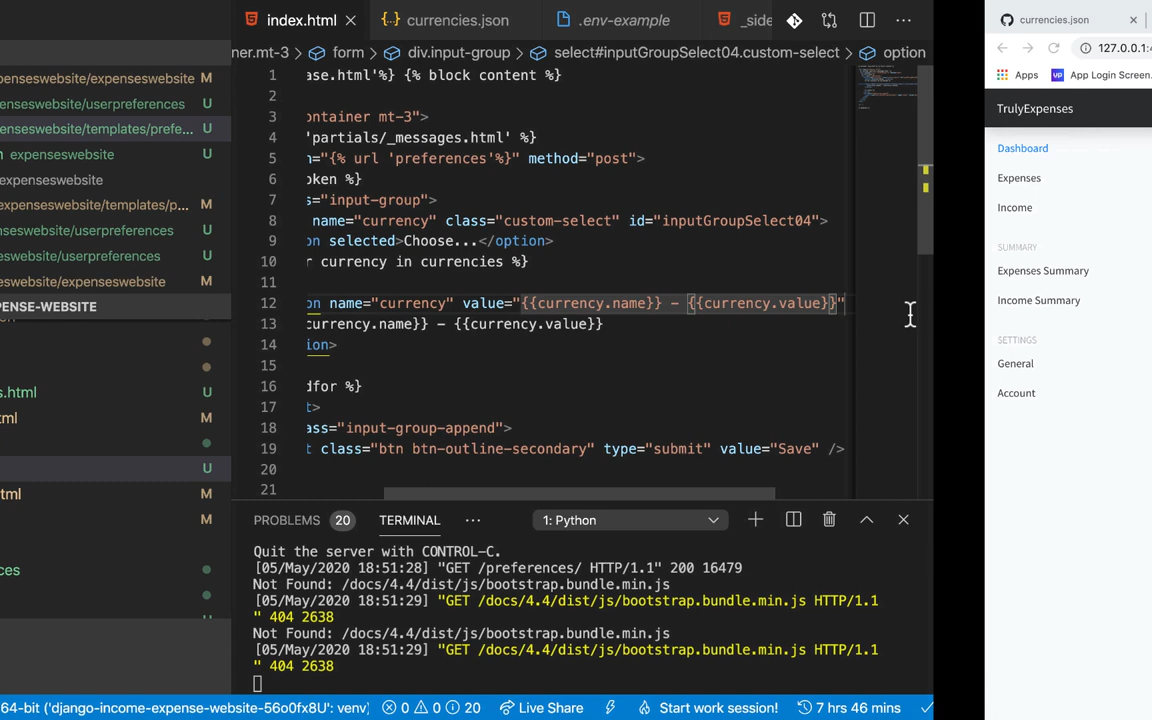 index.html
currencies.json
.env-example
_side
ner.mt-3 > form > div.input-group > select#inputGroupSelect04.custom-select > option
enseswebsite/expenseswebsite M
enseswebsite/userpreferences U
enseswebsite/templates/prefe... U
n expenseswebsite U
expenseswebsite
expenseswebsite/templates/p... M
enseswebsite/userpreferences U
seswebsite/userpreferences U
enseswebsite/expenseswebsite M
PENSE-WEBSITE
s.html U
tml M
U
tml M
M
ces
1 ase.html'%} {% block content %}
2
3 ontainer mt-3">
4 'partials/_messages.html' %}
5 n="{% url 'preferences'%}" method="post">
6 oken %}
7 s="input-group">
8 name="currency" class="custom-select" id="inputGroupSelect04">
9 on selected>Choose...</option>
10 r currency in currencies %}
11
12 on name="currency" value="{{currency.name}} - {{currency.value}}"
13 currency.name}} - {{currency.value}}
14 ion>
15
16 dfor %}
17 t>
18 ass="input-group-append">
19 t class="btn btn-outline-secondary" type="submit" value="Save" />
20
21
PROBLEMS 20 TERMINAL ... 1: Python
Quit the server with CONTROL-C.
[05/May/2020 18:51:28] "GET /preferences/ HTTP/1.1" 200 16479
Not Found: /docs/4.4/dist/js/bootstrap.bundle.min.js
[05/May/2020 18:51:29] "GET /docs/4.4/dist/js/bootstrap.bundle.min.js HTTP/1.1
" 404 2638
Not Found: /docs/4.4/dist/js/bootstrap.bundle.min.js
[05/May/2020 18:51:29] "GET /docs/4.4/dist/js/bootstrap.bundle.min.js HTTP/1.1
" 404 2638
64-bit ('django-income-expense-website-56o0fx8U': venv) 0 0 20 Live Share Start work session! 7 hrs 46 mins
currencies.json
127.0.0.1:
Apps
App Login Screen.
TrulyExpenses
Dashboard
Expenses
Income
SUMMARY
Expenses Summary
Income Summary
SETTINGS
General
Account